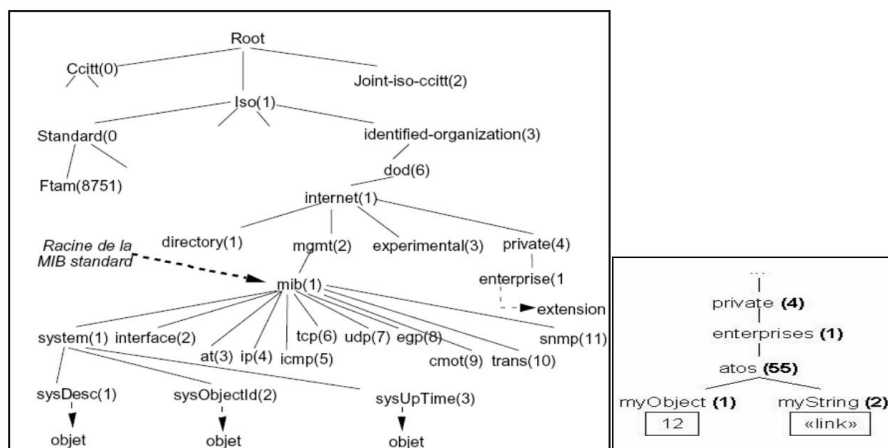 Root
Ccitt(0)
Joint-iso-ccitt(2)
Iso(1)
Standard(0
identified-organization(3)
dod(6)
Ftam(8751)
internet(1)
directory(1) mgmt(2) experimental(3) private(4)
Racine de la
MIB standard
enterprise(1
mib(1)
extension
system(1) interface(2) at(3) ip(4) icmp(5) tcp(6) udp(7) egp(8) cmot(9) trans(10) snmp(11)
sysDesc(1) sysObjectId(2) sysUpTime(3)
objet objet objet
...
private (4)
enterprises (1)
atos (55)
myObject (1) myString (2)
12 «link»